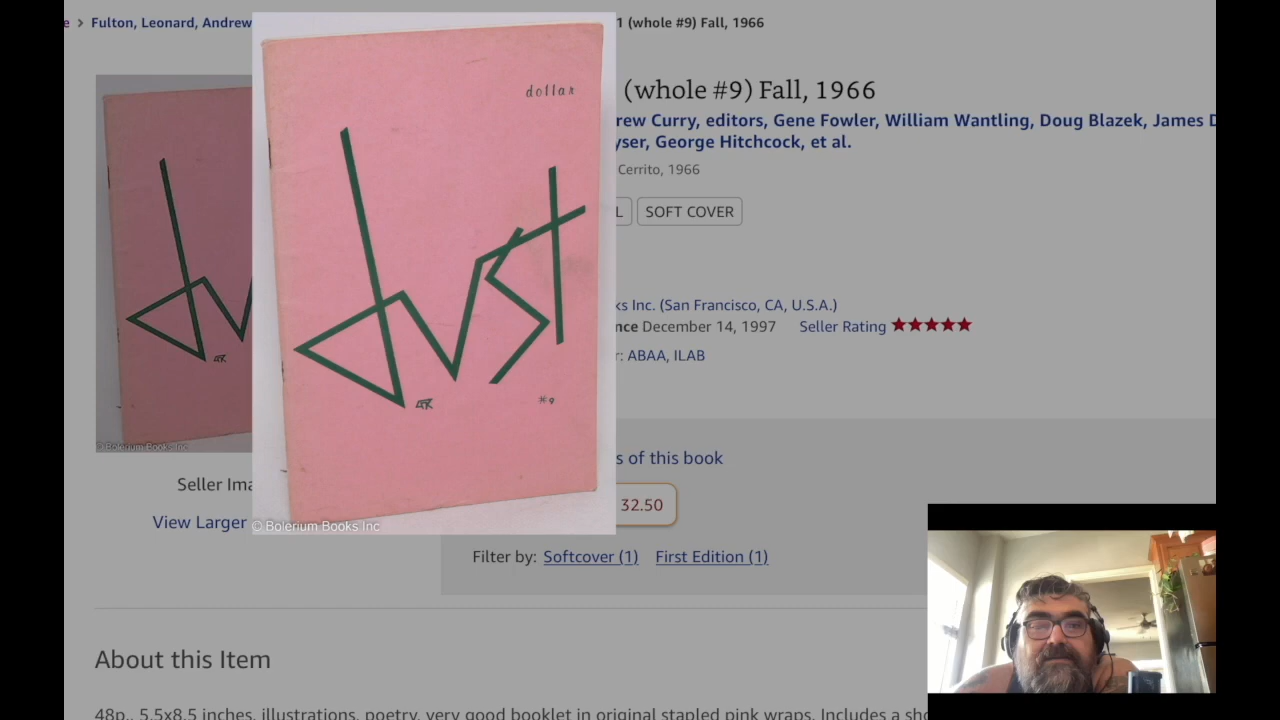 e > Fulton, Leonard, Andrew
1 (whole #9) Fall, 1966
dollar
dust
#9
(whole #9) Fall, 1966
rew Curry, editors, Gene Fowler, William Wantling, Doug Blazek, James D
yser, George Hitchcock, et al.
Cerrito, 1966
L
SOFT COVER
ks Inc. (San Francisco, CA, U.S.A.)
nce December 14, 1997 Seller Rating
r: ABAA, ILAB
© Bolerium Books Inc
s of this book
Seller Ima
32.50
View Larger
© Bolerium Books Inc
Filter by: Softcover (1) First Edition (1)
About this Item
48p., 5.5x8.5 inches, illustrations, poetry, very good booklet in original stapled pink wraps. Includes a sho